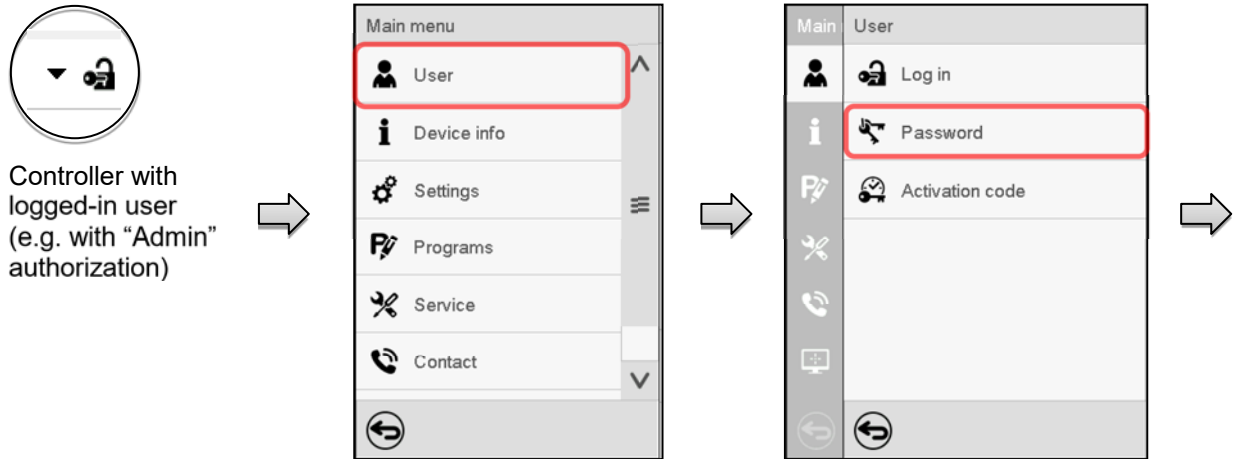 Controller with
logged-in user
(e.g. with “Admin”
authorization)
Main menu
User
Device info
Settings
Programs
Service
Contact
Main
User
Log in
Password
Activation code